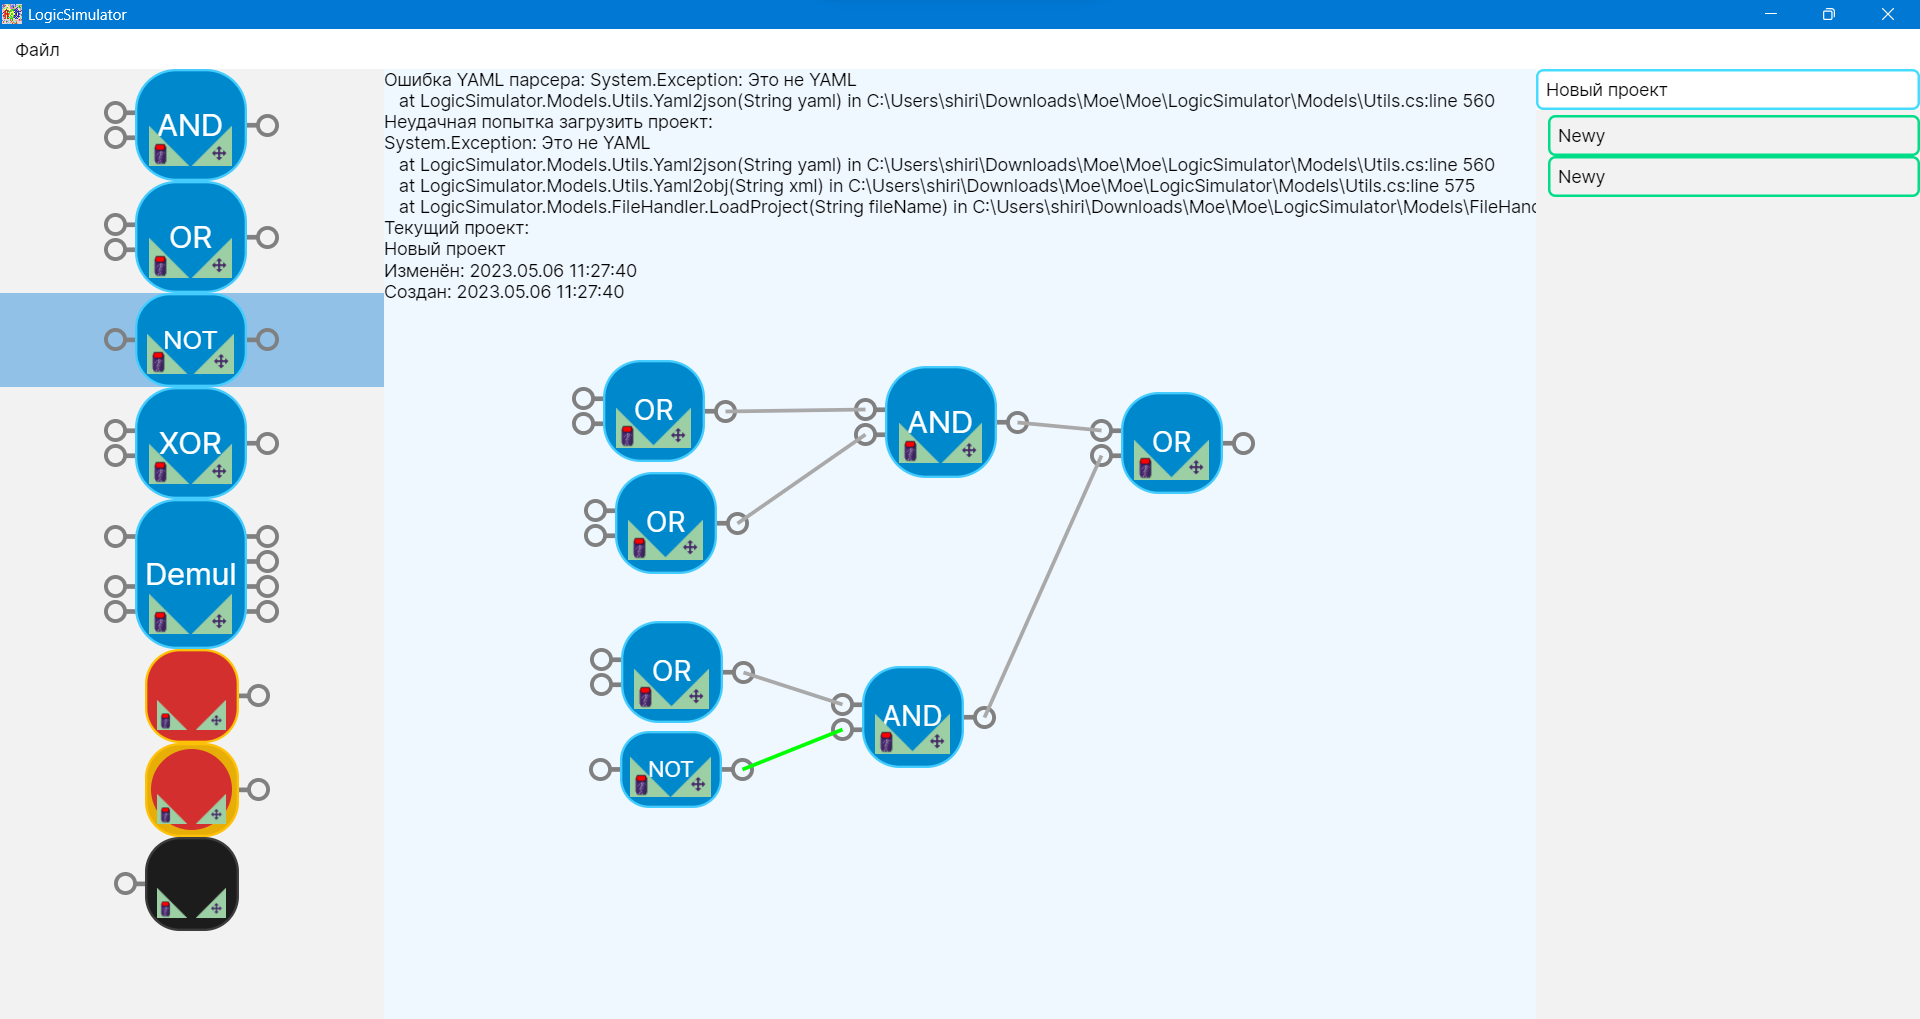 LogicSimulator
Файл
AND
OR
NOT
XOR
Demul
Ошибка YAML парсера: System.Exception: Это не YAML
at LogicSimulator.Models.Utils.Yaml2json(String yaml) in C:\Users\shiri\Downloads\Moe\Moe\LogicSimulator\Models\Utils.cs:line 560
Неудачная попытка загрузить проект:
System.Exception: Это не YAML
at LogicSimulator.Models.Utils.Yaml2json(String yaml) in C:\Users\shiri\Downloads\Moe\Moe\LogicSimulator\Models\Utils.cs:line 560
at LogicSimulator.Models.Utils.Yaml2obj(String xml) in C:\Users\shiri\Downloads\Moe\Moe\LogicSimulator\Models\Utils.cs:line 575
at LogicSimulator.Models.FileHandler.LoadProject(String fileName) in C:\Users\shiri\Downloads\Moe\Moe\LogicSimulator\Models\FileHand
Текущий проект:
Новый проект
Изменён: 2023.05.06 11:27:40
Создан: 2023.05.06 11:27:40
OR
AND
OR
OR
OR
AND
NOT
Новый проект
Newy
Newy